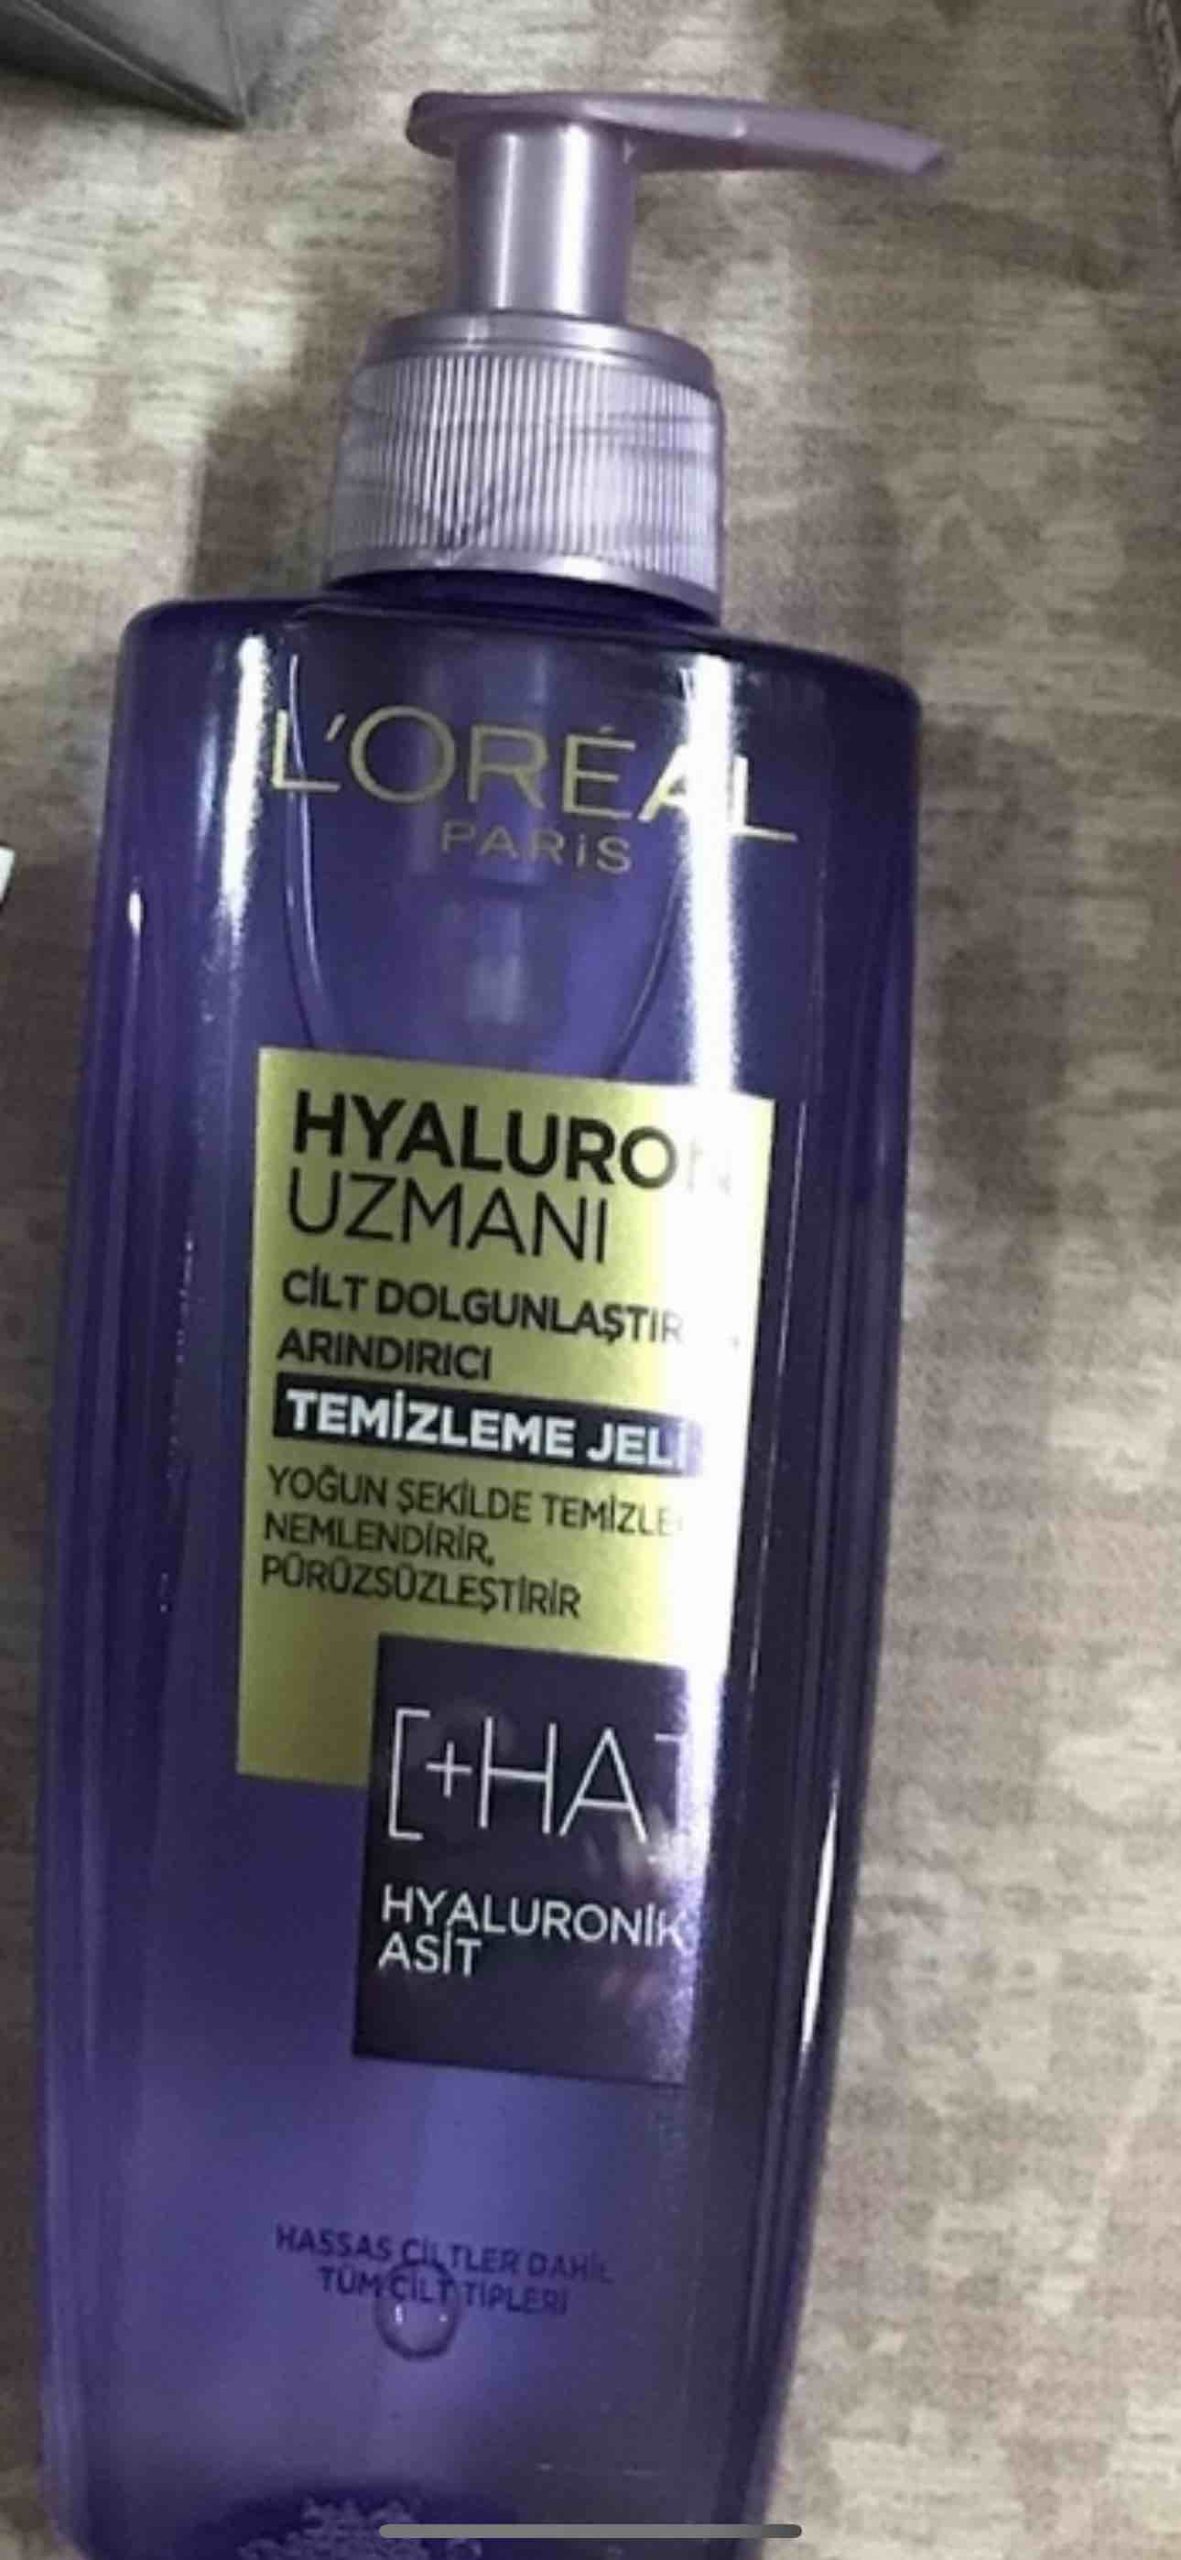 L'ORÉAL
PARiS
HYALURON
UZMANI
CİLT DOLGUNLAŞTIR
ARINDIRICI
TEMİZLEME JELİ
YOĞUN ŞEKİLDE TEMİZLE
NEMLENDİRİR,
PÜRÜZSÜZLEŞTİRİR
[+HA
HYALURONİK
ASİT
HASSAS CİLTLER DAHİL
TÜM CİLT TİPLERİ